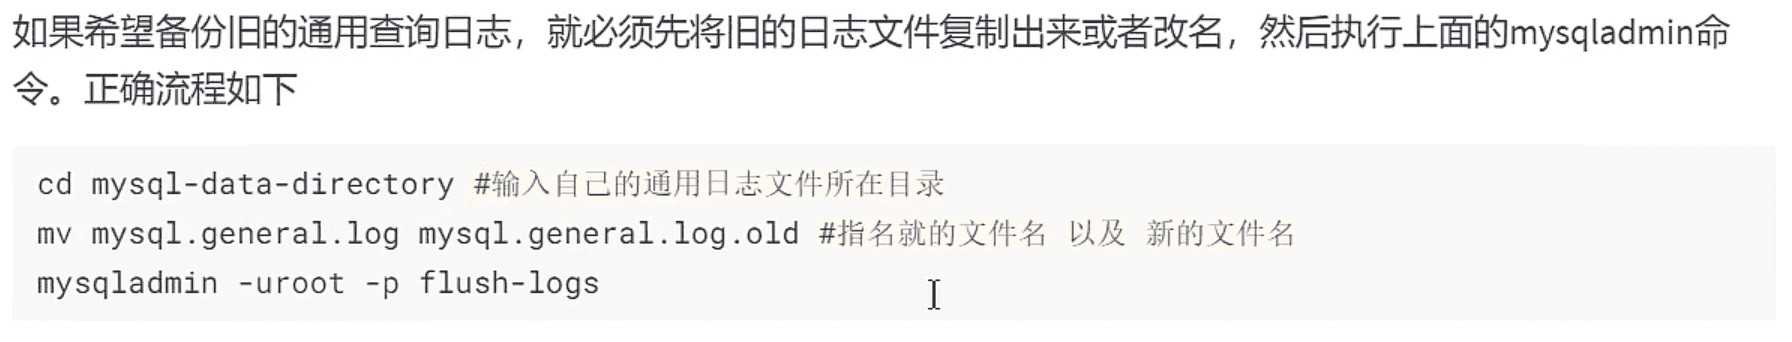 如果希望备份旧的通用查询日志，就必须先将旧的日志文件复制出来或者改名，然后执行上面的mysqladmin命
令。正确流程如下
cd mysql-data-directory #输入自己的通用日志文件所在目录
mv mysql.general.log mysql.general.log.old #指名就的文件名 以及 新的文件名
mysqladmin -uroot -p flush-logs